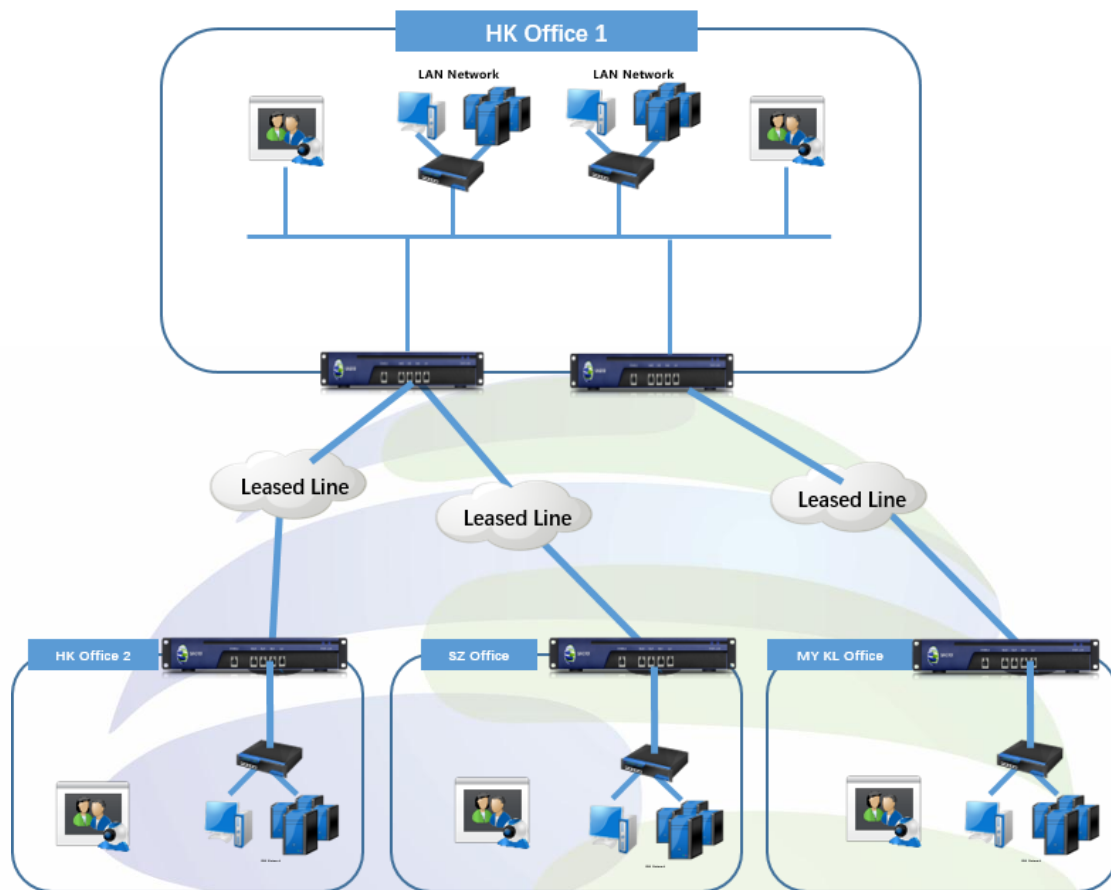 HK Office 1
LAN Network
LAN Network
Leased Line
Leased Line
Leased Line
HK Office 2
SZ Office
MY KL Office